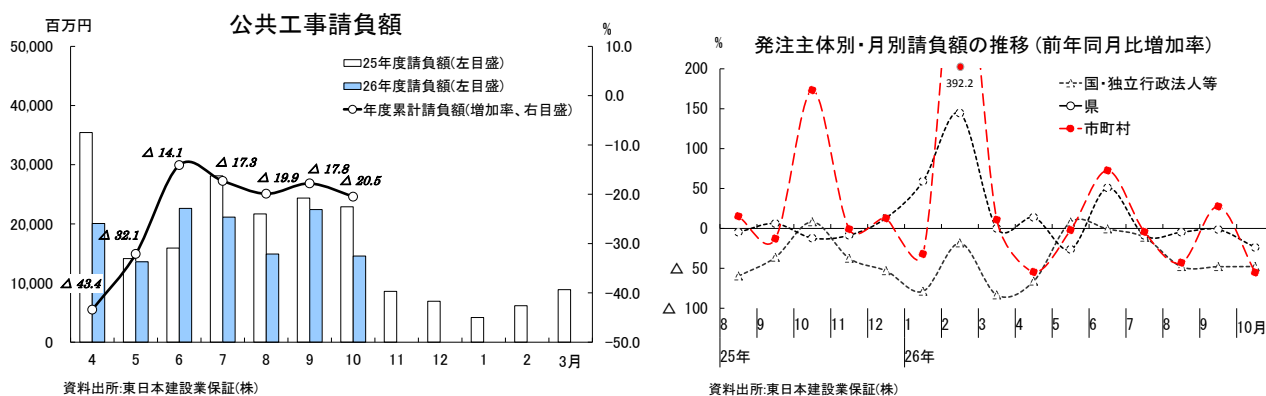 公共工事請負額
百万円
%
50,000
40,000
30,000
20,000
10,000
0
10.0
0.0
−10.0
−20.0
−30.0
−40.0
−50.0
25年度請負額(左目盛)
26年度請負額(左目盛)
年度累計請負額(増加率、右目盛)
△ 43.4
△ 32.1
△ 14.1
△ 17.3
△ 19.9
△ 17.8
△ 20.5
4 5 6 7 8 9 10 11 12 1 2 3月
資料出所:東日本建設業保証(株)
発注主体別・月別請負額の推移 (前年同月比増加率)
%
200
150
100
50
0
△ 50
△ 100
国・独立行政法人等
県
市町村
392.2
8 9 10 11 12 1 2 3 4 5 6 7 8 9 10月
25年 26年
資料出所:東日本建設業保証(株)